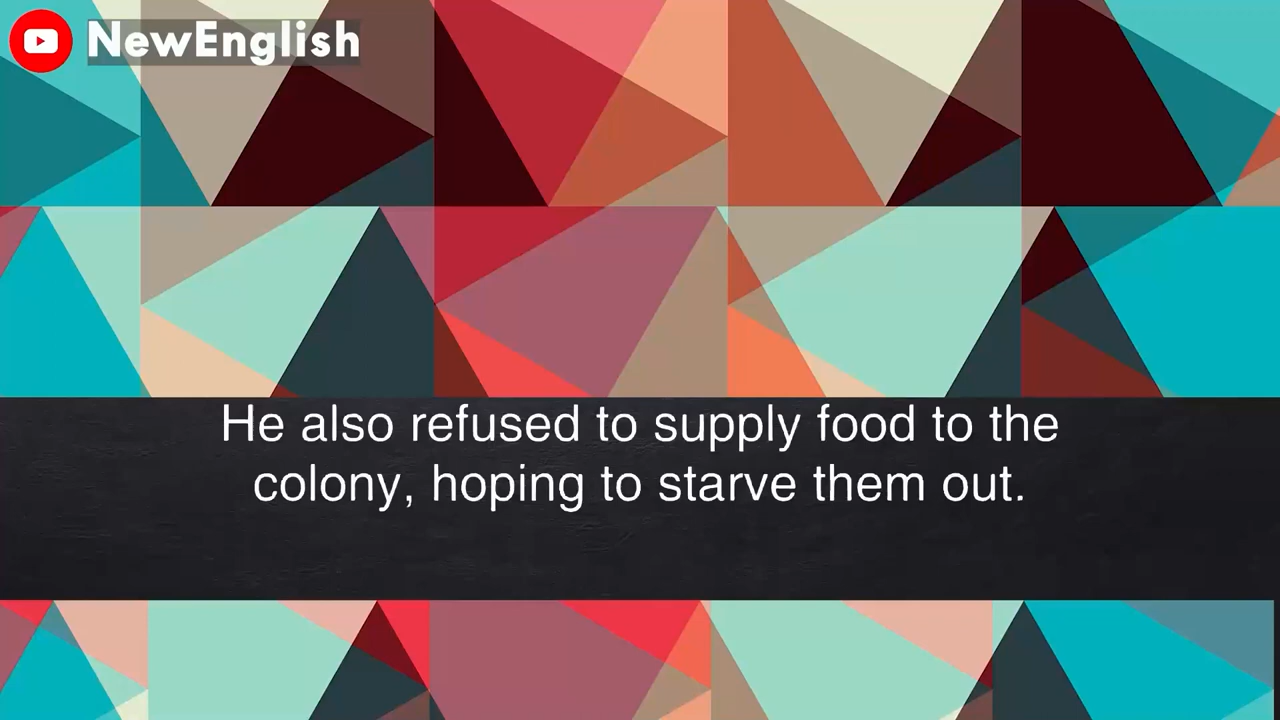 NewEnglish
He also refused to supply food to the
colony, hoping to starve them out.